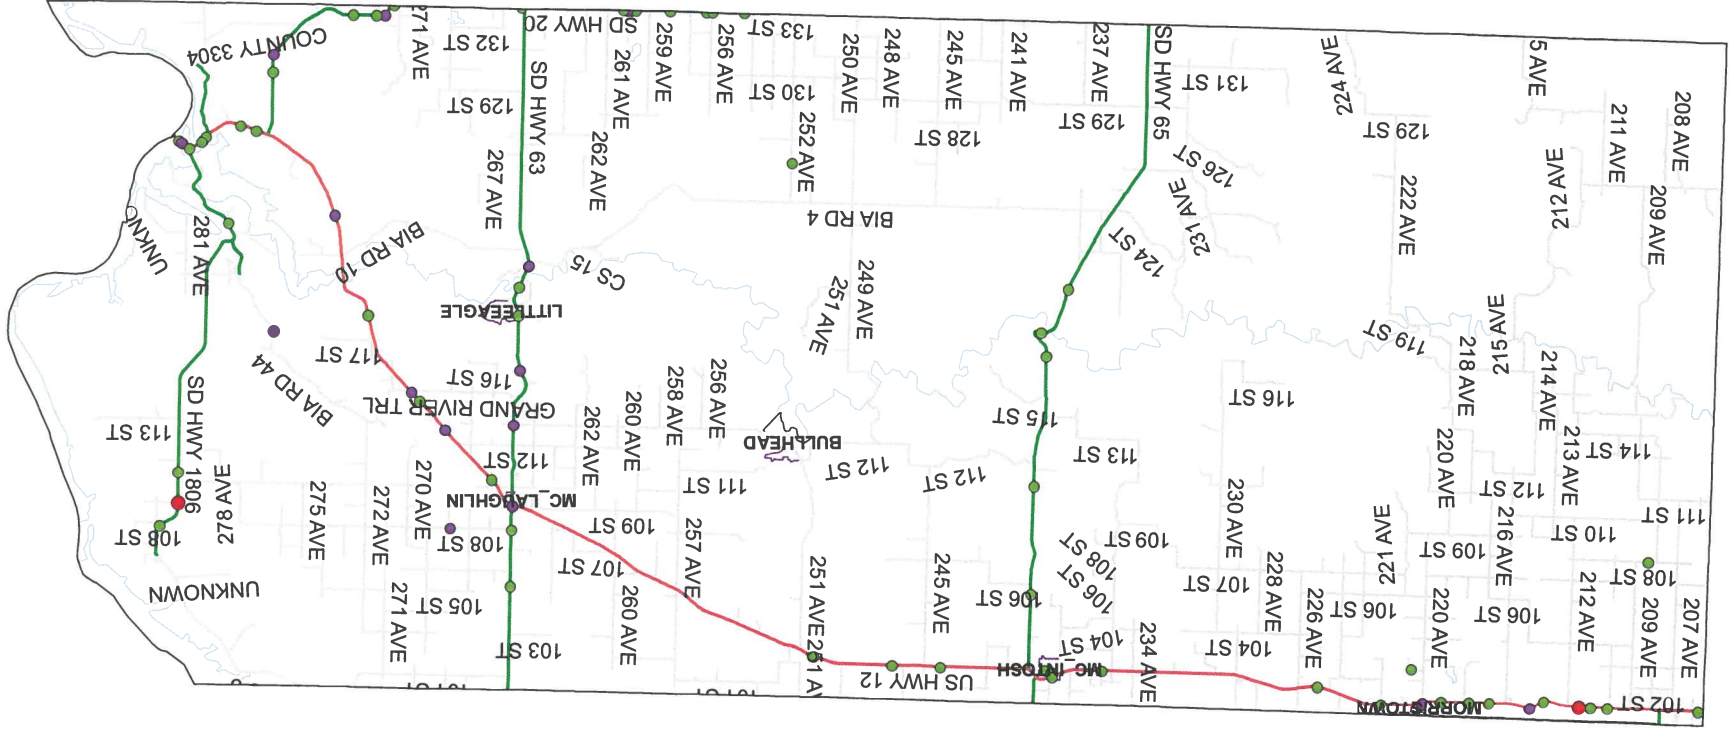 271 AVE
132 ST
SD HWY 20
133 ST
COUNTY 3304
SD HWY 63
261 AVE
259 AVE
256 AVE
250 AVE
248 AVE
245 AVE
241 AVE
237 AVE
SD HWY 65
131 ST
224 AVE
5 AVE
129 ST
130 ST
129 ST
128 ST
129 ST
211 AVE
208 AVE
252 AVE
267 AVE
262 AVE
126 ST
222 AVE
212 AVE
209 AVE
231 AVE
UNKN
281 AVE
BIA RD 10
BIA RD 4
124 ST
CS 15
LITTLEEAGLE
251 AVE
249 AVE
119 ST
215 AVE
218 AVE
214 AVE
117 ST
BIA RD 44
116 ST
GRAND RIVER TRL
258 AVE
256 AVE
260 AVE
262 AVE
116 ST
115 ST
SD HWY 1806
113 ST
BULLHEAD
112 ST
112 ST
113 ST
220 AVE
213 AVE
114 ST
112 ST
111 ST
278 AVE
275 AVE
272 AVE
270 AVE
MC_LAUGHLIN
230 AVE
112 ST
111 ST
108 ST
108 ST
109 ST
257 AVE
108 ST
109 ST
221 AVE
109 ST
216 AVE
110 ST
UNKNOWN
105 ST
107 ST
106 ST
106 ST
107 ST
106 ST
106 ST
108 ST
271 AVE
260 AVE
251 AVE
251 AV
245 AVE
228 AVE
226 AVE
220 AVE
212 AVE
209 AVE
207 AVE
103 ST
US HWY 12
MC_INTOSH
104 ST
234 AVE
104 ST
MORRISTOWN
102 ST